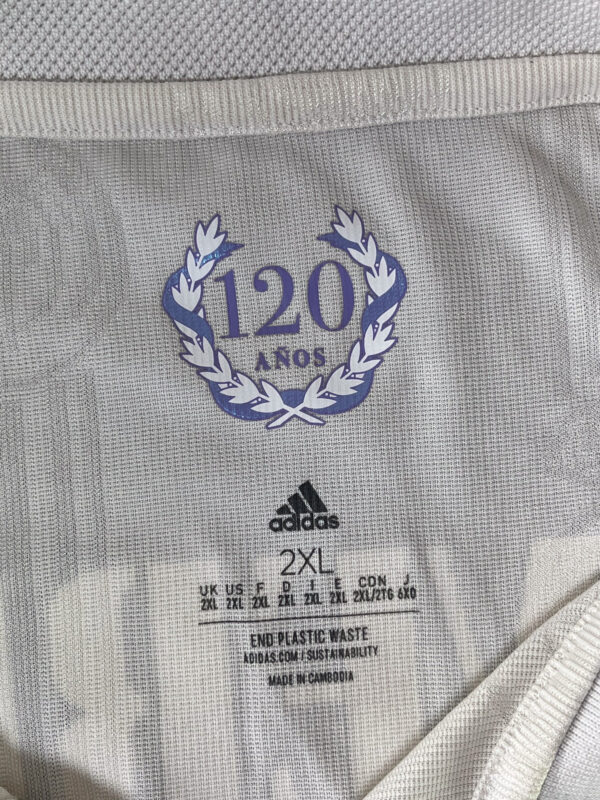 120
AÑOS
adidas
2XL
UK US F D I E CDN J
2XL 2XL 2XL 2XL 2XL 2XL 2XL/2TG 6XO
END PLASTIC WASTE
ADIDAS.COM / SUSTAINABILITY
MADE IN CAMBODIA